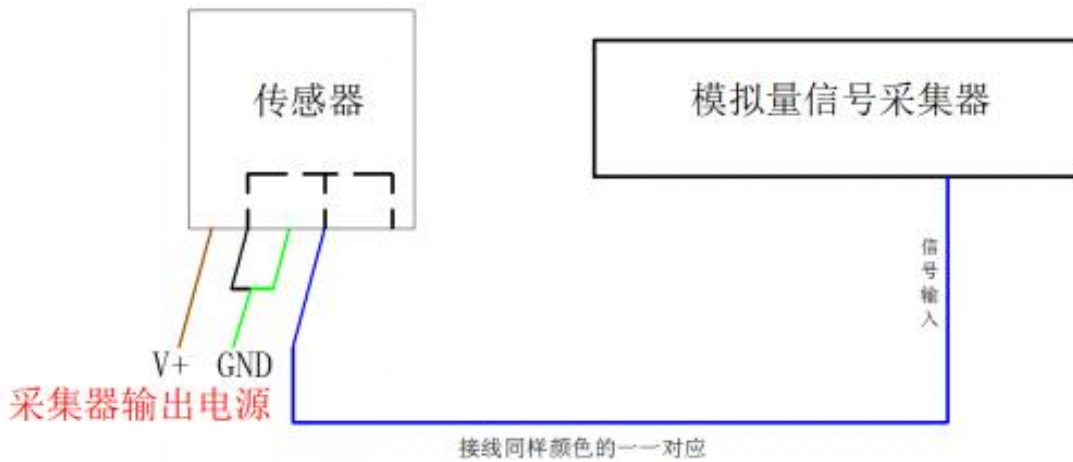 传感器
模拟量信号采集器
信号输入
V+ GND
采集器输出电源
接线同样颜色的一一对应